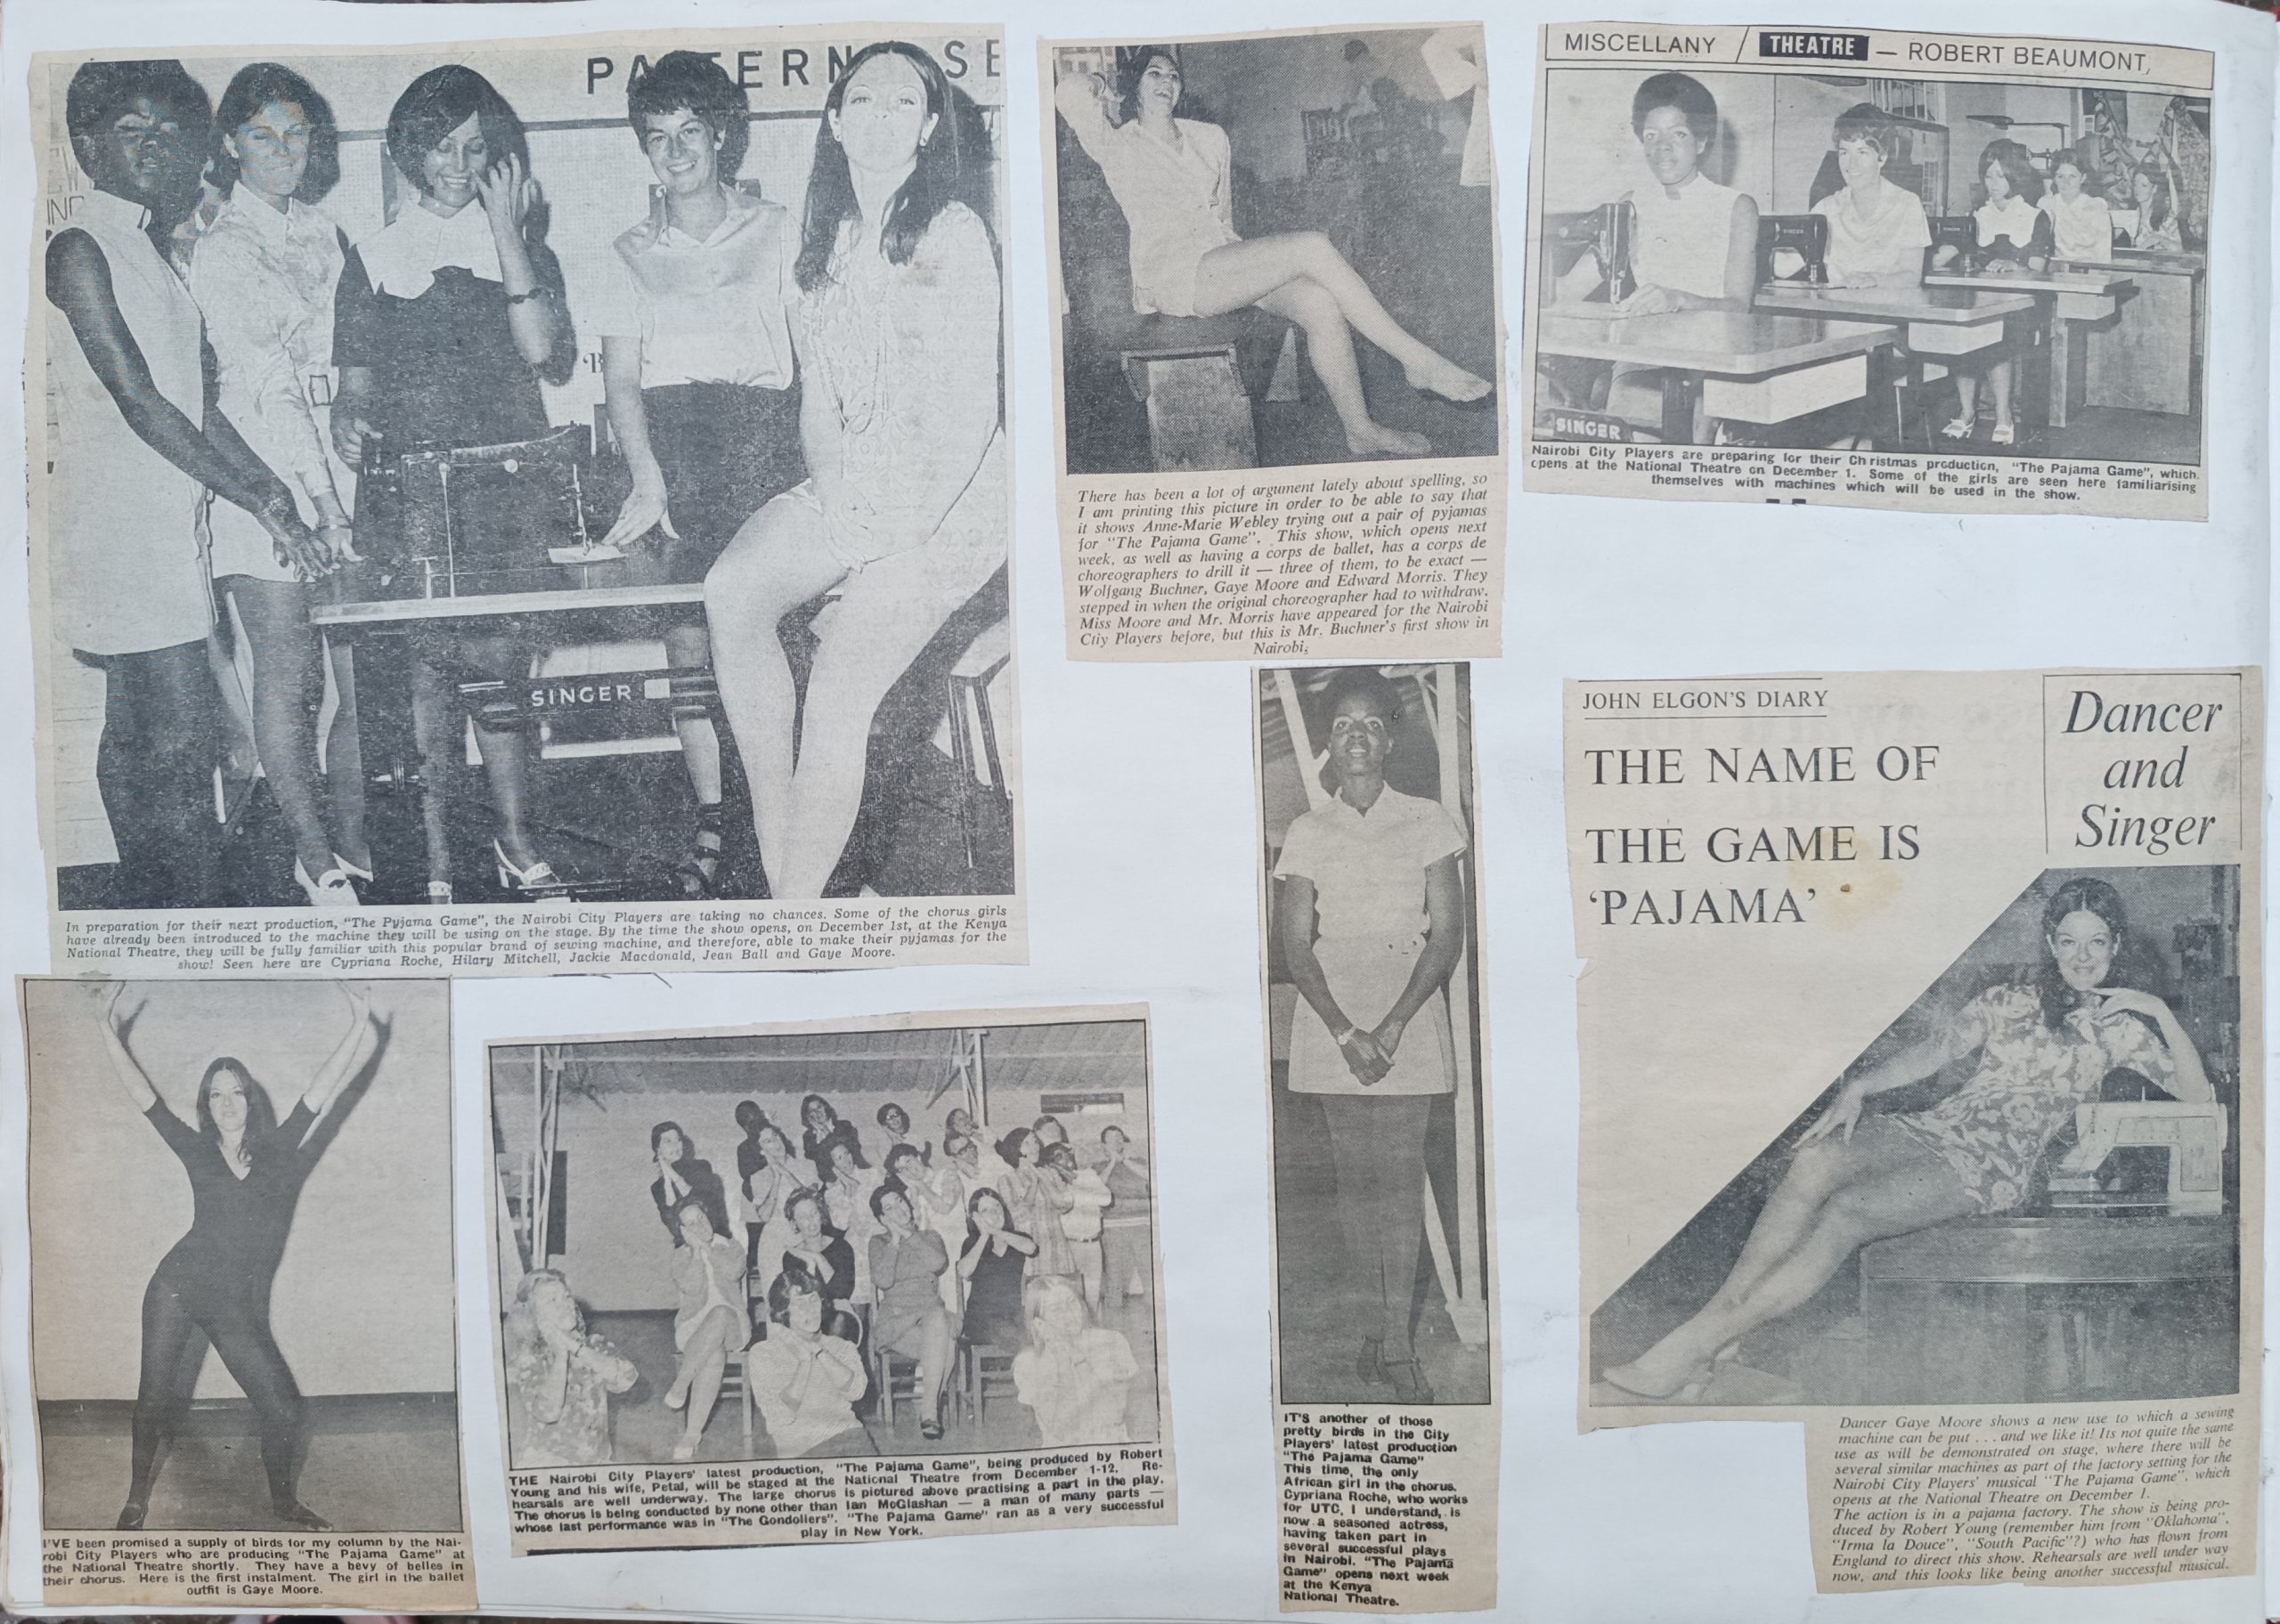 PATTERN SE
SINGER
In preparation for their next production, "The Pyjama Game", the Nairobi City Players are taking no chances. Some of the chorus girls
have already been introduced to the machine they will be using on the stage. By the time the show opens, on December 1st, at the Kenya
National Theatre, they will be fully familiar with this popular brand of sewing machine, and therefore, able to make their pyjamas for the
show! Seen here are Cypriana Roche, Hilary Mitchell, Jackie Macdonald, Jean Ball and Gaye Moore.
There has been a lot of argument lately about spelling, so
I am printing this picture in order to be able to say that
it shows Anne-Marie Webley trying out a pair of pyjamas
for "The Pajama Game". This show, which opens next
week, as well as having a corps de ballet, has a corps de
choreographers to drill it — three of them, to be exact —
Wolfgang Buchner, Gaye Moore and Edward Morris. They
stepped in when the original choreographer had to withdraw.
Miss Moore and Mr. Morris have appeared for the Nairobi
Ctiy Players before, but this is Mr. Buchner's first show in
Nairobi.
MISCELLANY / THEATRE — ROBERT BEAUMONT,
SINGER
SINGER
Nairobi City Players are preparing for their Christmas production, "The Pajama Game", which
opens at the National Theatre on December 1. Some of the girls are seen here familiarising
themselves with machines which will be used in the show.
JOHN ELGON'S DIARY
THE NAME OF
THE GAME IS
'PAJAMA'
Dancer
and
Singer
Dancer Gaye Moore shows a new use to which a sewing
machine can be put . . . and we like it! Its not quite the same
use as will be demonstrated on stage, where there will be
several similar machines as part of the factory setting for the
Nairobi City Players' musical "The Pajama Game", which
opens at the National Theatre on December 1.
The action is in a pajama factory. The show is being pro-
duced by Robert Young (remember him from "Oklahoma",
"Irma la Douce", "South Pacific"?) who has flown from
England to direct this show. Rehearsals are well under way
now, and this looks like being another successful musical.
I'VE been promised a supply of birds for my column by the Nai-
robi City Players who are producing "The Pajama Game" at
the National Theatre shortly. They have a bevy of belles in
their chorus. Here is the first instalment. The girl in the ballet
outfit is Gaye Moore.
THE Nairobi City Players' latest production, "The Pajama Game", being produced by Robert
Young and his wife, Petal, will be staged at the National Theatre from December 1-12. Re-
hearsals are well underway. The large chorus is pictured above practising a part in the play.
The chorus is being conducted by none other than Ian McGlashan — a man of many parts —
whose last performance was in "The Gondoliers". "The Pajama Game" ran as a very successful
play in New York.
IT'S another of those
pretty birds in the City
Players' latest production
"The Pajama Game"
This time, the only
African girl in the chorus.
Cypriana Roche, who works
for UTC, I understand, is
now a seasoned actress,
having taken part in
several successful plays
in Nairobi. "The Pajama
Game" opens next week
at the Kenya
National Theatre.